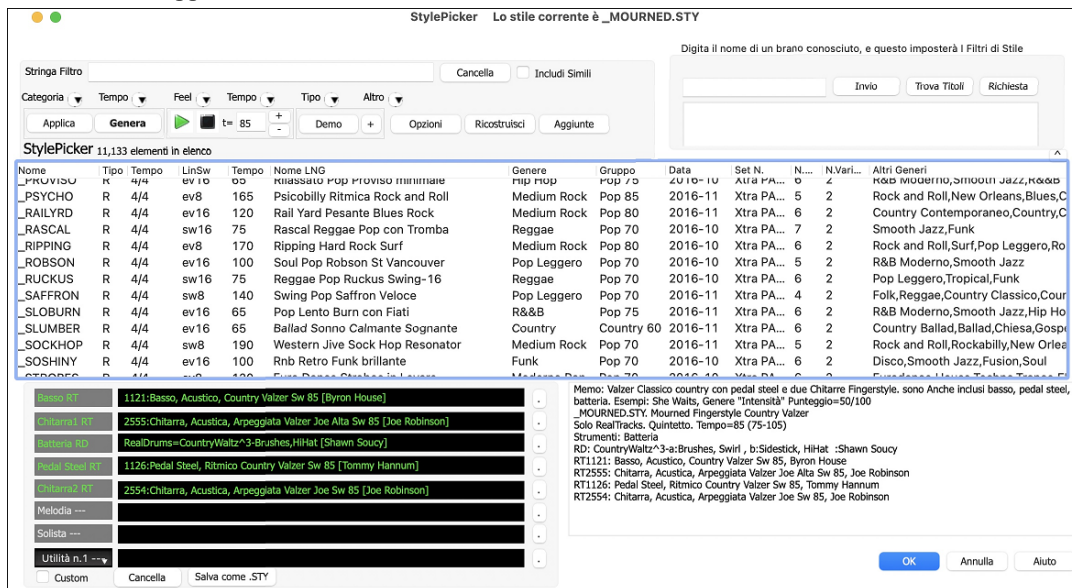 StylePicker Lo stile corrente è _MOURNED.STY
Digita il nome di un brano conosciuto, e questo imposterà I Filtri di Stile
Stringa Filtro Cancella Includi Simili
Invio Trova Titoli Richiesta
Categoria Tempo Feel Tempo Tipo Altro
Applica Genera t= 85 + - Demo + Opzioni Ricostruisci Aggiunte
StylePicker 11,133 elementi in elenco
Nome Tipo Tempo LinSw Tempo Nome LNG Genere Gruppo Data Set N. N.... N.Vari... Altri Generi
_PROVISO R 4/4 ev16 65 Rilassato Pop Proviso minimale Hip Hop Pop 75 2016-10 Xtra PA... 6 2 R&B Moderno,Smooth Jazz,R&&B
_PSYCHO R 4/4 ev8 165 Psicobilly Ritmica Rock and Roll Medium Rock Pop 85 2016-11 Xtra PA... 5 2 Rock and Roll,New Orleans,Blues,C
_RAILYRD R 4/4 ev16 120 Rail Yard Pesante Blues Rock Medium Rock Pop 80 2016-11 Xtra PA... 6 2 Country Contemporaneo,Country,C
_RASCAL R 4/4 sw16 75 Rascal Reggae Pop con Tromba Reggae Pop 70 2016-10 Xtra PA... 7 2 Smooth Jazz,Funk
_RIPPING R 4/4 ev8 170 Ripping Hard Rock Surf Medium Rock Pop 80 2016-11 Xtra PA... 6 2 Rock and Roll,Surf,Pop Leggero,Ro
_ROBSON R 4/4 ev16 100 Soul Pop Robson St Vancouver Pop Leggero Pop 70 2016-10 Xtra PA... 5 2 R&B Moderno,Smooth Jazz
_RUCKUS R 4/4 sw16 75 Reggae Pop Ruckus Swing-16 Reggae Pop 70 2016-10 Xtra PA... 6 2 Pop Leggero,Tropical,Funk
_SAFFRON R 4/4 sw8 140 Swing Pop Saffron Veloce Pop Leggero Pop 70 2016-11 Xtra PA... 4 2 Folk,Reggae,Country Classico,Cour
_SLOBURN R 4/4 ev16 65 Pop Lento Burn con Fiati R&&B Pop 75 2016-11 Xtra PA... 6 2 R&B Moderno,Smooth Jazz,Hip Ho
_SLUMBER R 4/4 ev16 65 Ballad Sonno Calmante Sognante Country Country 60 2016-11 Xtra PA... 6 2 Country Ballad,Ballad,Chiesa,Gospe
_SOCKHOP R 4/4 sw8 190 Western Jive Sock Hop Resonator Medium Rock Pop 70 2016-11 Xtra PA... 5 2 Rock and Roll,Rockabilly,New Orlea
_SOSHINY R 4/4 ev16 100 Rnb Retro Funk brillante Funk Pop 70 2016-10 Xtra PA... 6 2 Disco,Smooth Jazz,Fusion,Soul
Basso RT 1121:Basso, Acustico, Country Valzer Sw 85 [Byron House] .
Chitarra1 RT 2555:Chitarra, Acustica, Arpeggiata Valzer Joe Alta Sw 85 [Joe Robinson] .
Batteria RD RealDrums=CountryWaltz^3-Brushes,HiHat [Shawn Soucy] .
Pedal Steel RT 1126:Pedal Steel, Ritmico Country Valzer Sw 85 [Tommy Hannum] .
Chitarra2 RT 2554:Chitarra, Acustica, Arpeggiata Valzer Joe Sw 85 [Joe Robinson] .
Melodia --- .
Solista --- .
Utilità n.1 --- .
Custom Cancella Salva come .STY
Memo: Valzer Classico country con pedal steel e due Chitarre Fingerstyle. sono Anche inclusi basso, pedal steel,
batteria. Esempi: She Waits, Genere "Intensità" Punteggio=50/100
_MOURNED.STY. Mourned Fingerstyle Country Valzer
Solo RealTracks. Quintetto. Tempo=85 (75-105)
Strumenti: Batteria
RD: CountryWaltz^3-a:Brushes, Swirl , b:Sidestick, HiHat :Shawn Soucy
RT1121: Basso, Acustico, Country Valzer Sw 85, Byron House
RT2555: Chitarra, Acustica, Arpeggiata Valzer Joe Alta Sw 85, Joe Robinson
RT1126: Pedal Steel, Ritmico Country Valzer Sw 85, Tommy Hannum
RT2554: Chitarra, Acustica, Arpeggiata Valzer Joe Sw 85, Joe Robinson
OK Annulla Aiuto